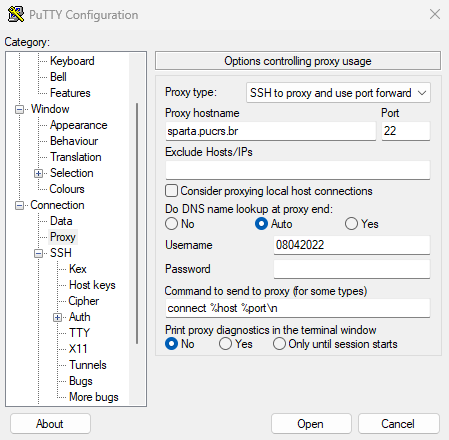 PuTTY Configuration
Category:
Keyboard
Bell
Features
Window
Appearance
Behaviour
Translation
Selection
Colours
Connection
Data
Proxy
SSH
Kex
Host keys
Cipher
Auth
TTY
X11
Tunnels
Bugs
More bugs
Options controlling proxy usage
Proxy type: SSH to proxy and use port forward
Proxy hostname Port
sparta.pucrs.br 22
Exclude Hosts/IPs
Consider proxying local host connections
Do DNS name lookup at proxy end:
No Auto Yes
Username 08042022
Password
Command to send to proxy (for some types)
connect %host %port\n
Print proxy diagnostics in the terminal window
No Yes Only until session starts
About Open Cancel